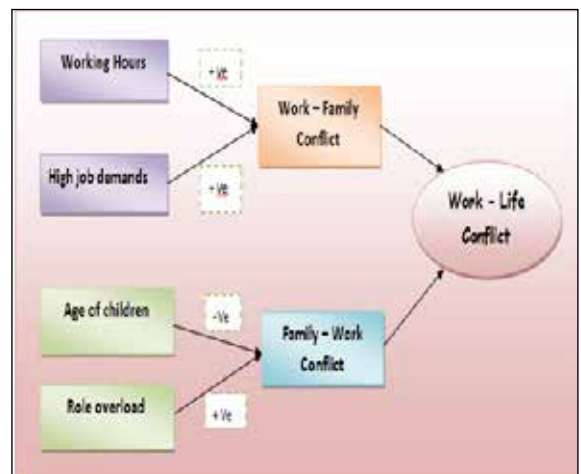 Working Hours
+ Ve
Work – Family
Conflict
High job demands
+ Ve
Work – Life
Conflict
Age of children
-Ve
Family – Work
Conflict
Role overload
+ Ve